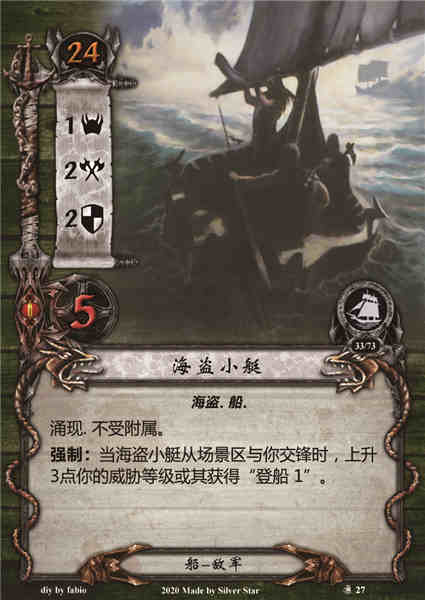 24
1
2
2
5
33/73
海盗小艇
海盗. 船.
涌现. 不受附属。
强制：当海盗小艇从场景区与你交锋时，上升
3点你的威胁等级或其获得“登船 1”。
船–敌军
diy by fabio
2020 Made by Silver Star
27